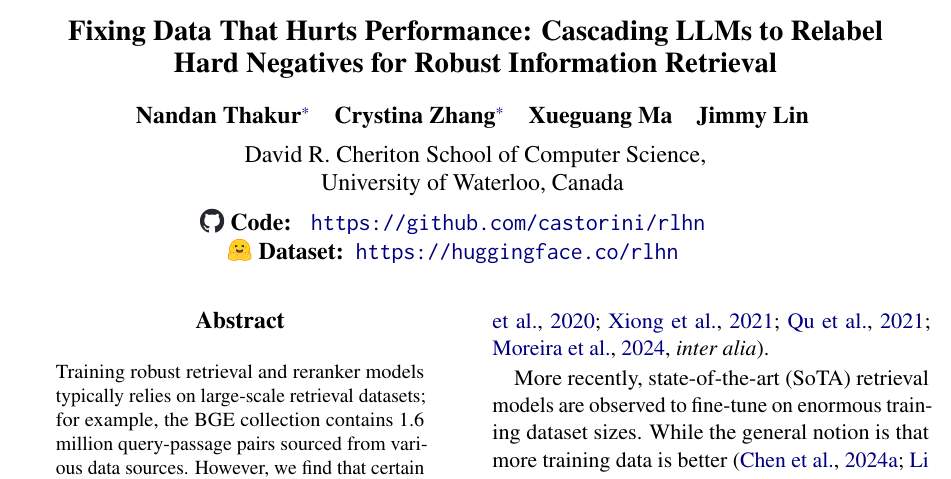 Fixing Data That Hurts Performance: Cascading LLMs to Relabel
Hard Negatives for Robust Information Retrieval
Nandan Thakur* Crystina Zhang* Xueguang Ma Jimmy Lin
David R. Cheriton School of Computer Science,
University of Waterloo, Canada
Code: https://github.com/castorini/rlhn
Dataset: https://huggingface.co/rlhn
Abstract
Training robust retrieval and reranker models
typically relies on large-scale retrieval datasets;
for example, the BGE collection contains 1.6
million query-passage pairs sourced from vari-
ous data sources. However, we find that certain
et al., 2020; Xiong et al., 2021; Qu et al., 2021;
Moreira et al., 2024, inter alia).
More recently, state-of-the-art (SoTA) retrieval
models are observed to fine-tune on enormous train-
ing dataset sizes. While the general notion is that
more training data is better (Chen et al., 2024a; Li